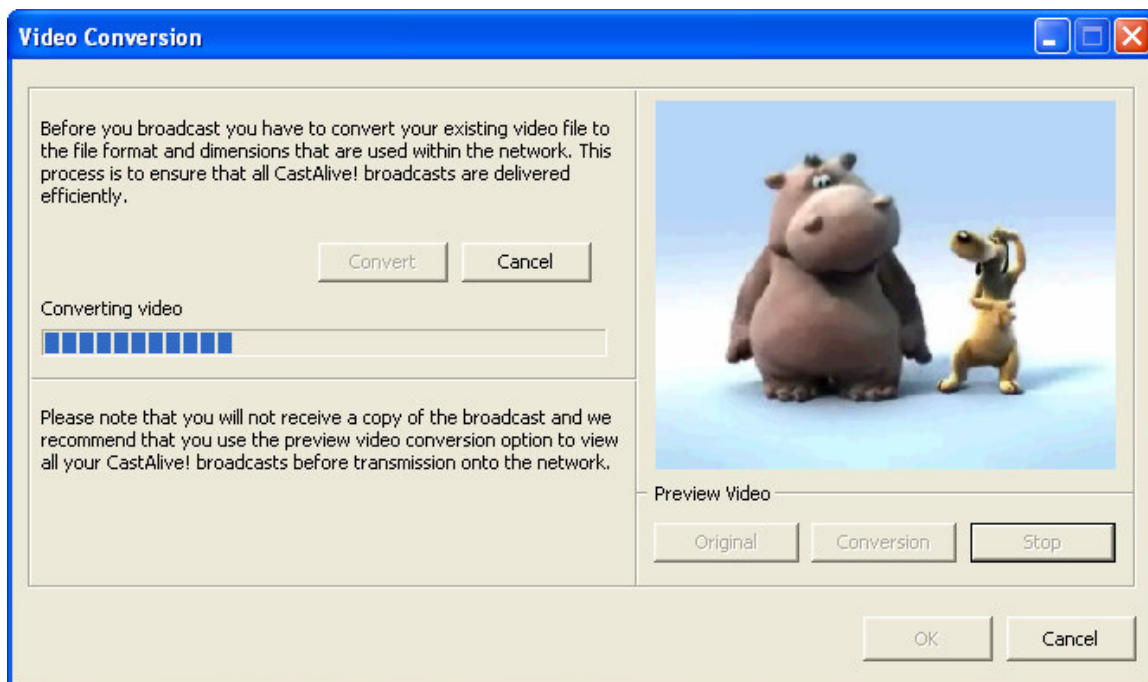 Video Conversion
Before you broadcast you have to convert your existing video file to
the file format and dimensions that are used within the network. This
process is to ensure that all CastAlive! broadcasts are delivered
efficiently.
Convert
Cancel
Converting video
Please note that you will not receive a copy of the broadcast and we
recommend that you use the preview video conversion option to view
all your CastAlive! broadcasts before transmission onto the network.
Preview Video
Original
Conversion
Stop
OK
Cancel